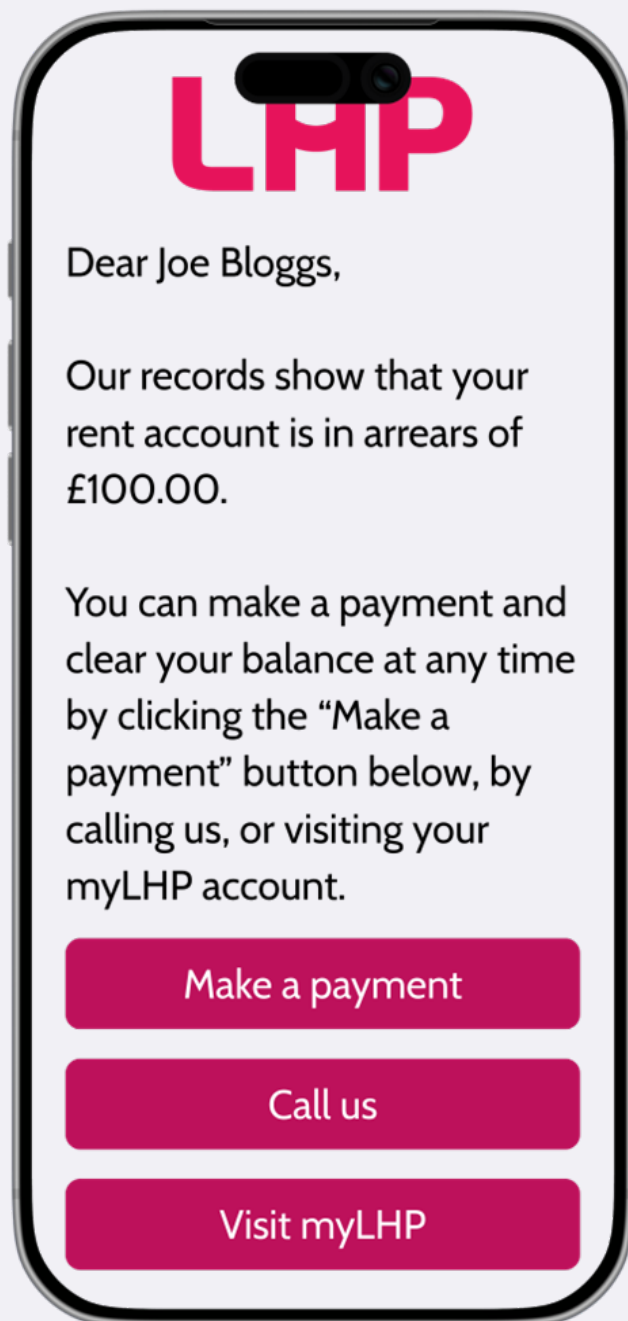 LHP
Dear Joe Bloggs,
Our records show that your
rent account is in arrears of
£100.00.
You can make a payment and
clear your balance at any time
by clicking the “Make a
payment” button below, by
calling us, or visiting your
myLHP account.
Make a payment
Call us
Visit myLHP